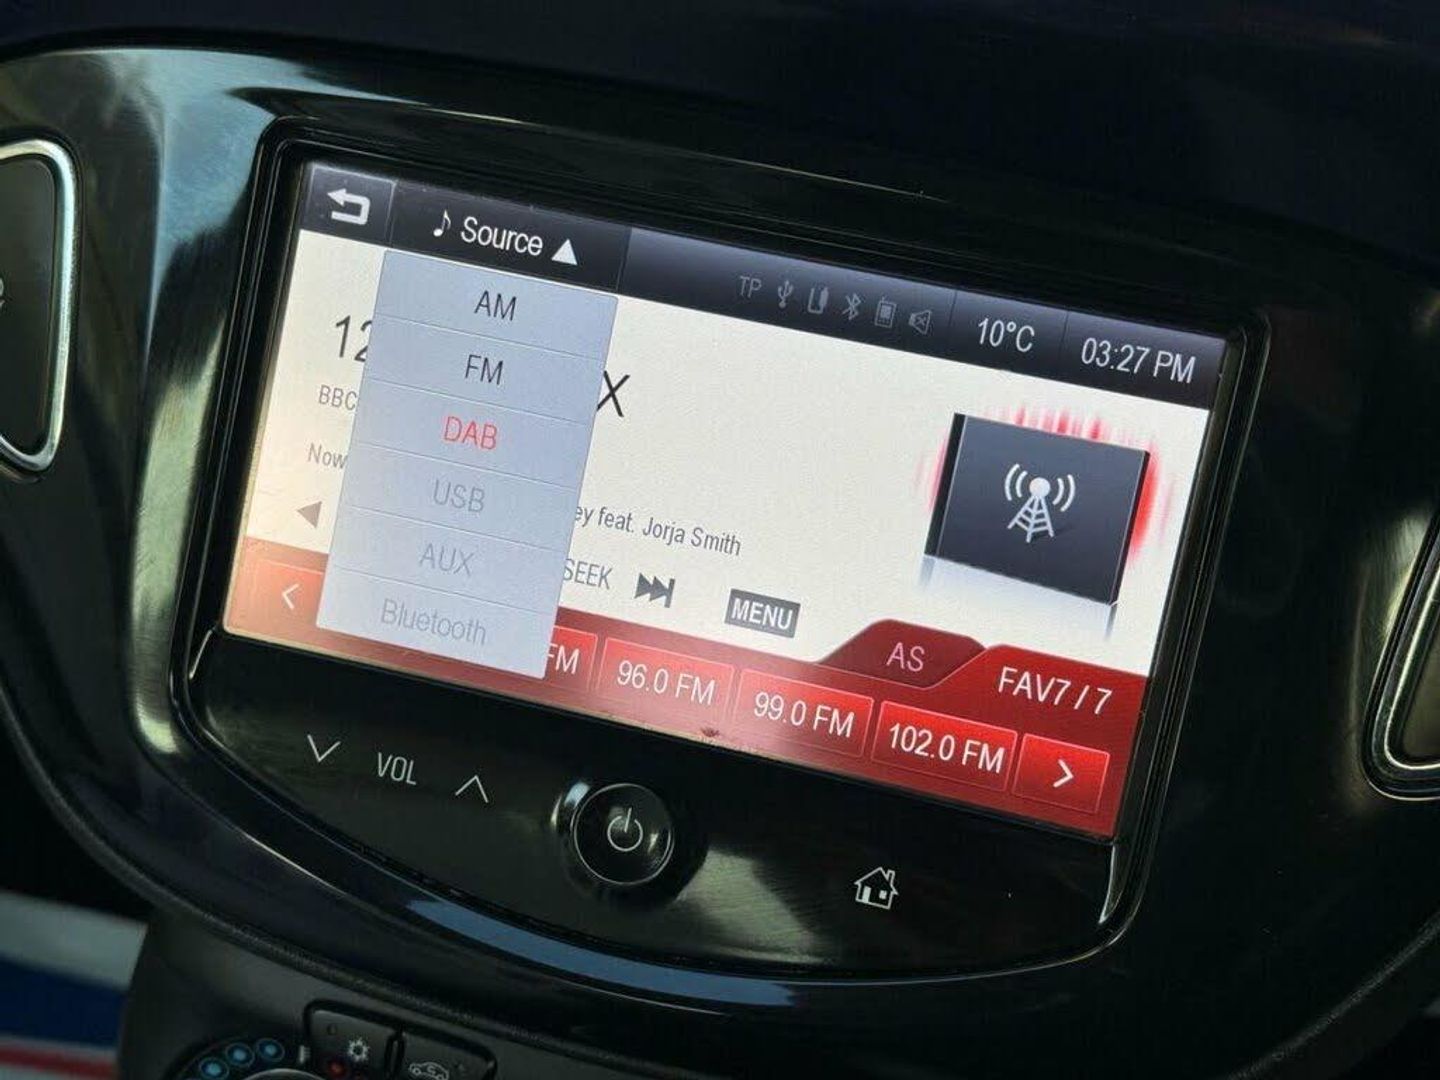 Source
TP
10°C
03:27 PM
AM
FM
DAB
USB
AUX
Bluetooth
12
X
BBC
Now
ey feat. Jorja Smith
SEEK
MENU
AS
FAV7 / 7
FM
96.0 FM
99.0 FM
102.0 FM
VOL